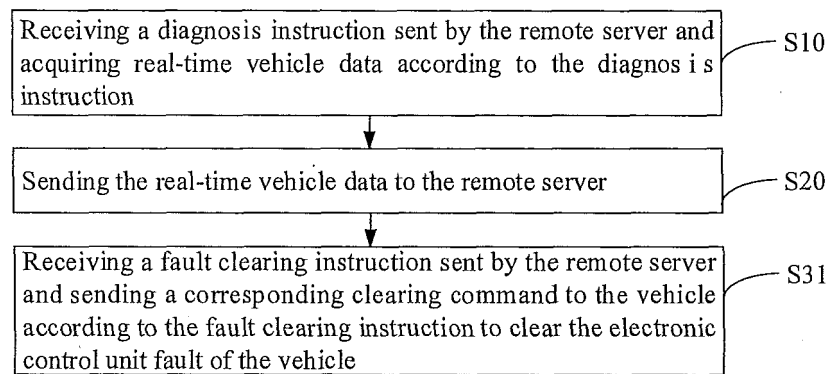 Receiving a diagnosis instruction sent by the remote server and
acquiring real-time vehicle data according to the diagnos i s
instruction
S10
Sending the real-time vehicle data to the remote server
S20
Receiving a fault clearing instruction sent by the remote server
and sending a corresponding clearing command to the vehicle
according to the fault clearing instruction to clear the electronic
control unit fault of the vehicle
S31